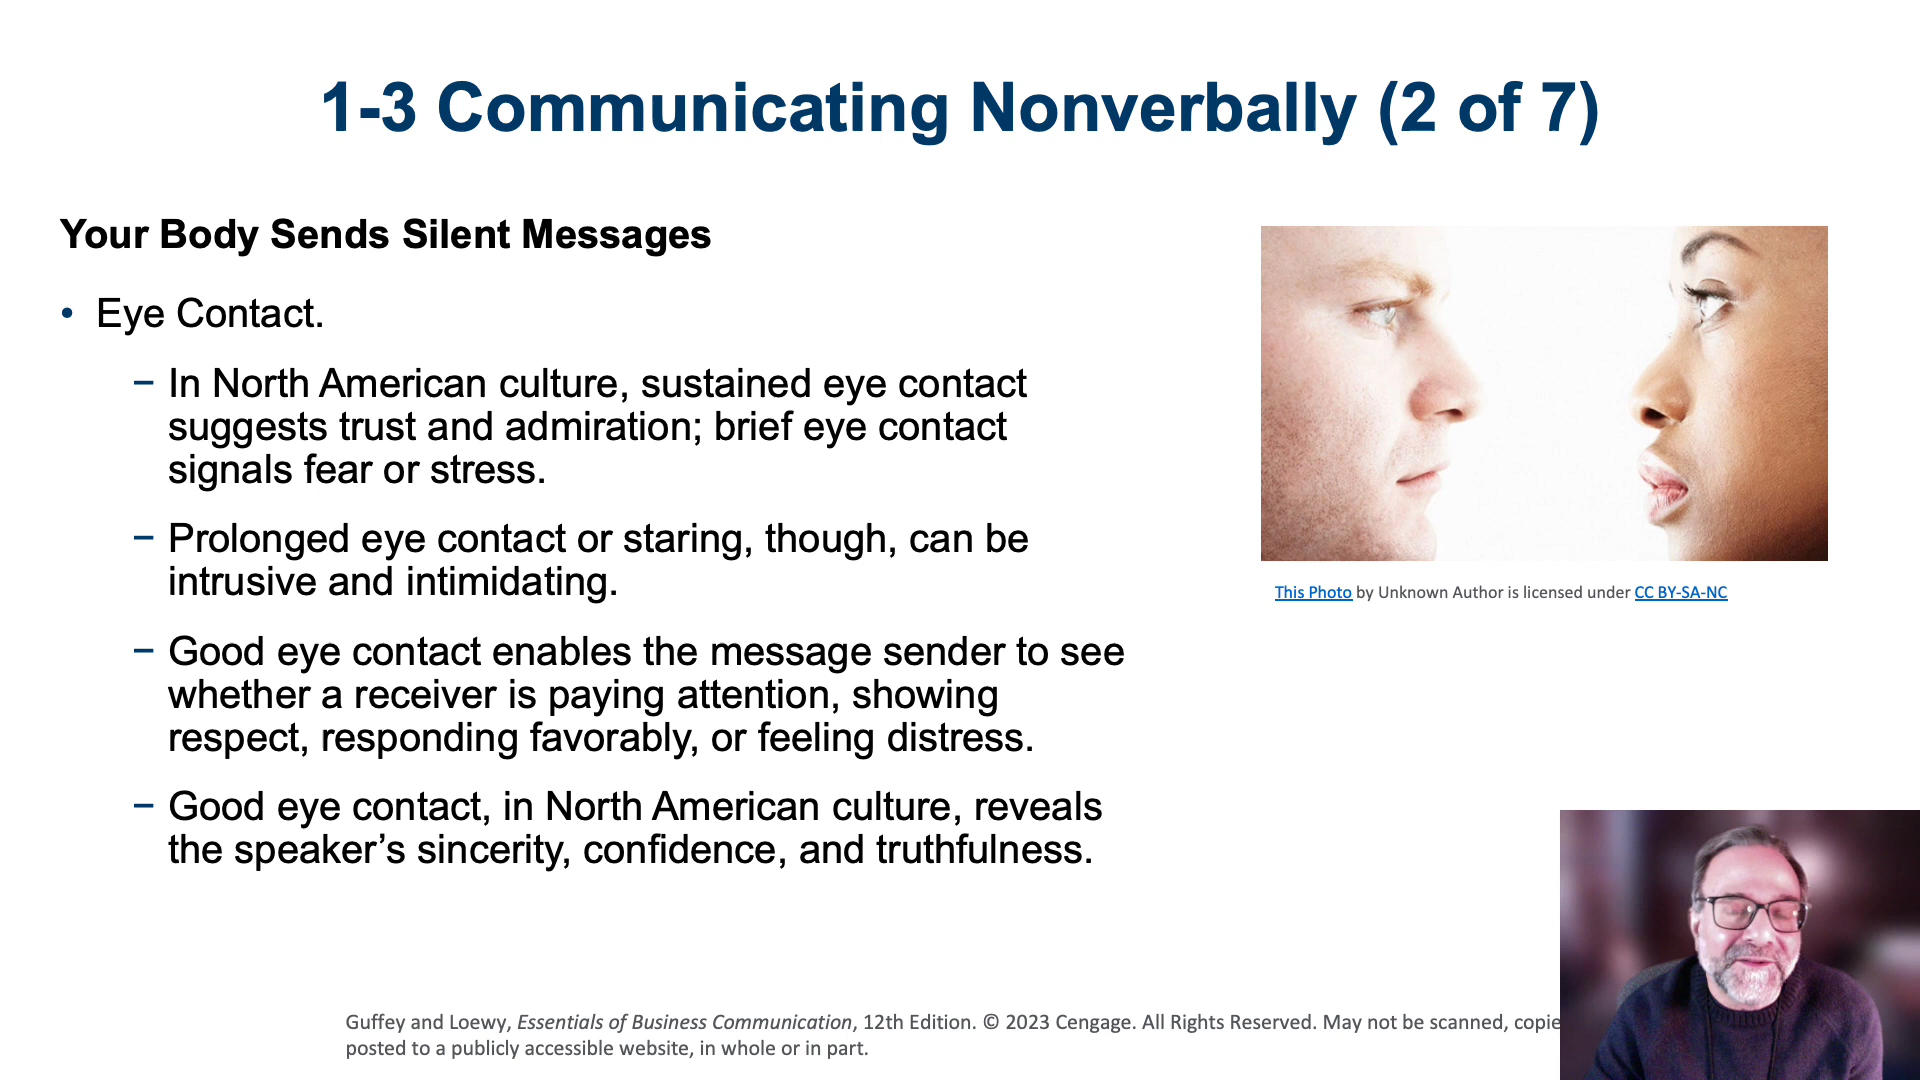 1-3 Communicating Nonverbally (2 of 7)
Your Body Sends Silent Messages
• Eye Contact.
− In North American culture, sustained eye contact
suggests trust and admiration; brief eye contact
signals fear or stress.
− Prolonged eye contact or staring, though, can be
intrusive and intimidating.
− Good eye contact enables the message sender to see
whether a receiver is paying attention, showing
respect, responding favorably, or feeling distress.
− Good eye contact, in North American culture, reveals
the speaker’s sincerity, confidence, and truthfulness.
This Photo by Unknown Author is licensed under CC BY-SA-NC
Guffey and Loewy, Essentials of Business Communication, 12th Edition. © 2023 Cengage. All Rights Reserved. May not be scanned, copie
posted to a publicly accessible website, in whole or in part.